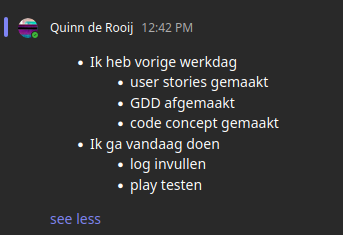 Quinn de Rooij 12:42 PM
• Ik heb vorige werkdag
• user stories gemaakt
• GDD afgemaakt
• code concept gemaakt
• Ik ga vandaag doen
• log invullen
• play testen
see less